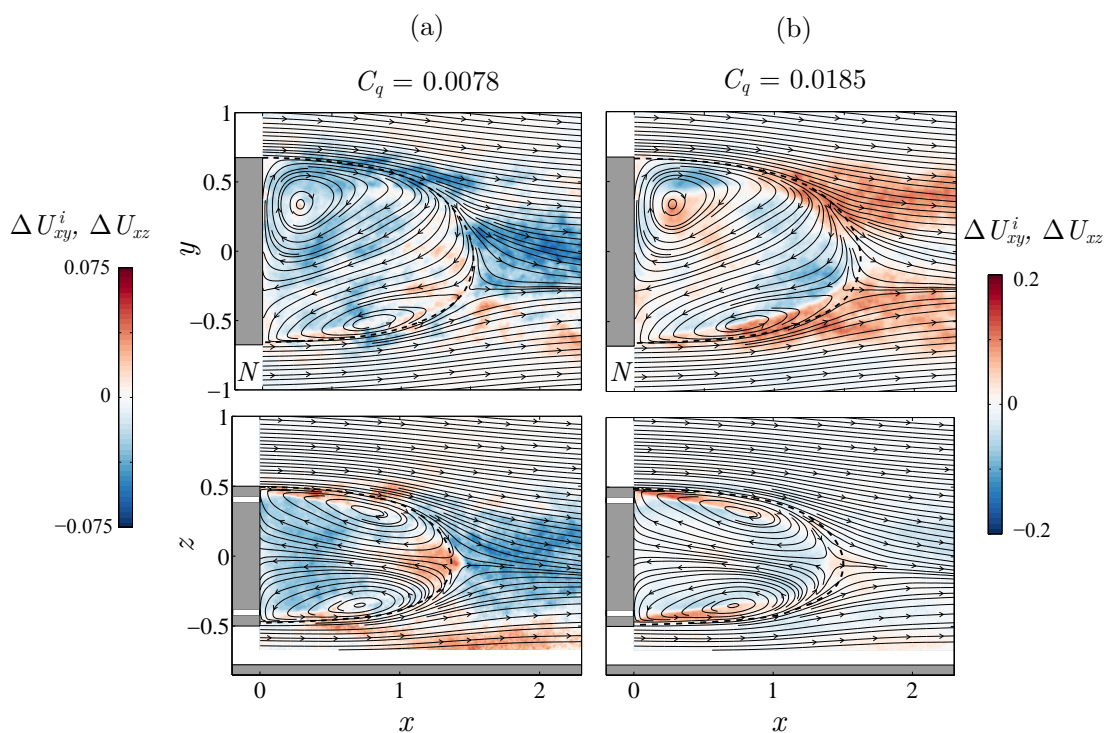 (a) (b)
C_q = 0.0078 C_q = 0.0185
1
0.5
0
−0.5
−1
y
N N
ΔU^i_xy, ΔU_xz
0.075
0
−0.075
ΔU^i_xy, ΔU_xz
0.2
0
−0.2
1
0.5
0
−0.5
z
0 1 2 0 1 2
x x